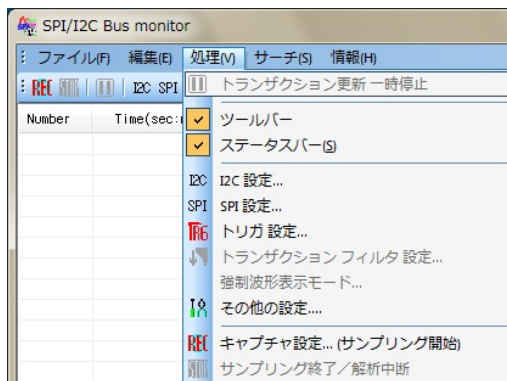 SPI/I2C Bus monitor
ファイル(F) 編集(E) 処理(V) サーチ(S) 情報(H)
REC I2C SPI
トランザクション更新 一時停止
Number Time(sec:
ツールバー
ステータスバー(S)
I2C I2C 設定...
SPI SPI 設定...
TRG トリガ 設定...
トランザクション フィルタ 設定...
強制波形表示モード...
その他の設定....
REC キャプチャ設定... (サンプリング開始)
サンプリング終了／解析中断